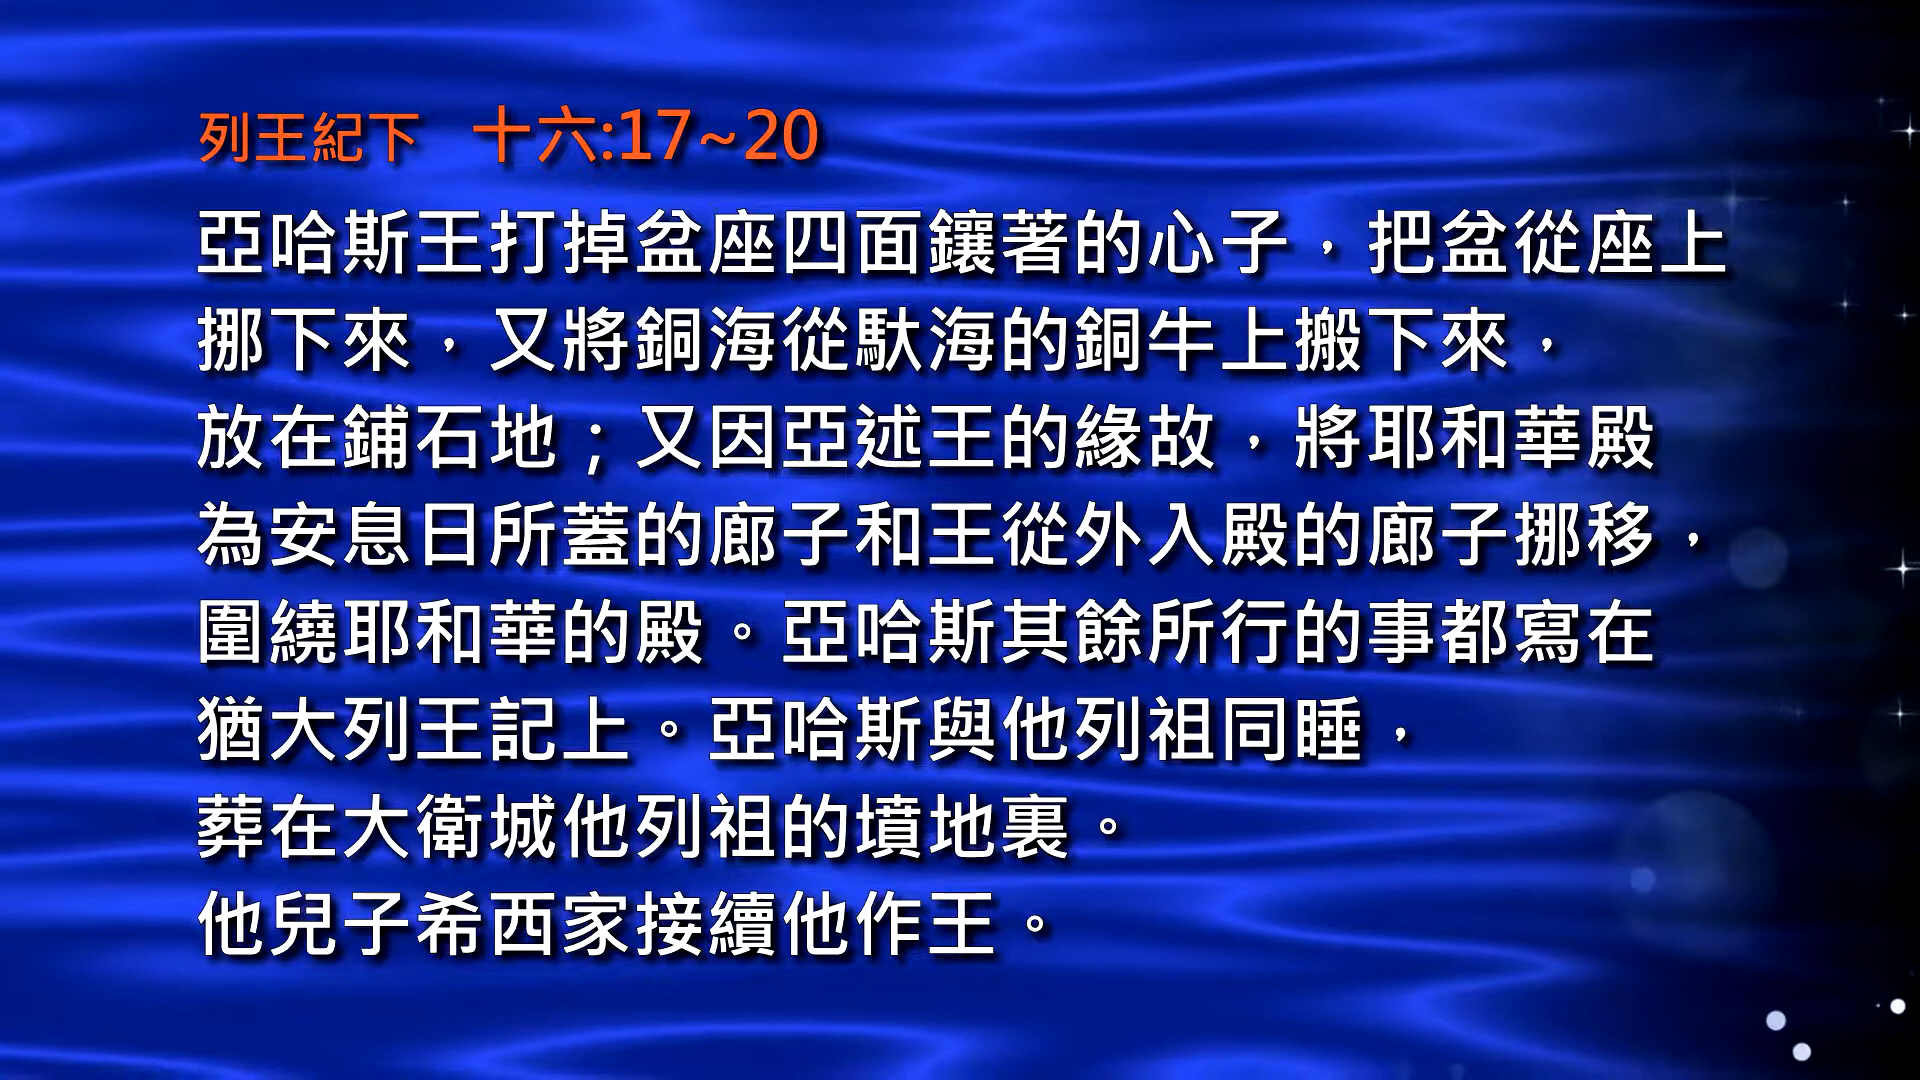 列王紀下 十六:17~20
亞哈斯王打掉盆座四面鑲著的心子，把盆從座上
挪下來，又將銅海從馱海的銅牛上搬下來，
放在鋪石地；又因亞述王的緣故，將耶和華殿
為安息日所蓋的廊子和王從外入殿的廊子挪移，
圍繞耶和華的殿。亞哈斯其餘所行的事都寫在
猶大列王記上。亞哈斯與他列祖同睡，
葬在大衛城他列祖的墳地裏。
他兒子希西家接續他作王。